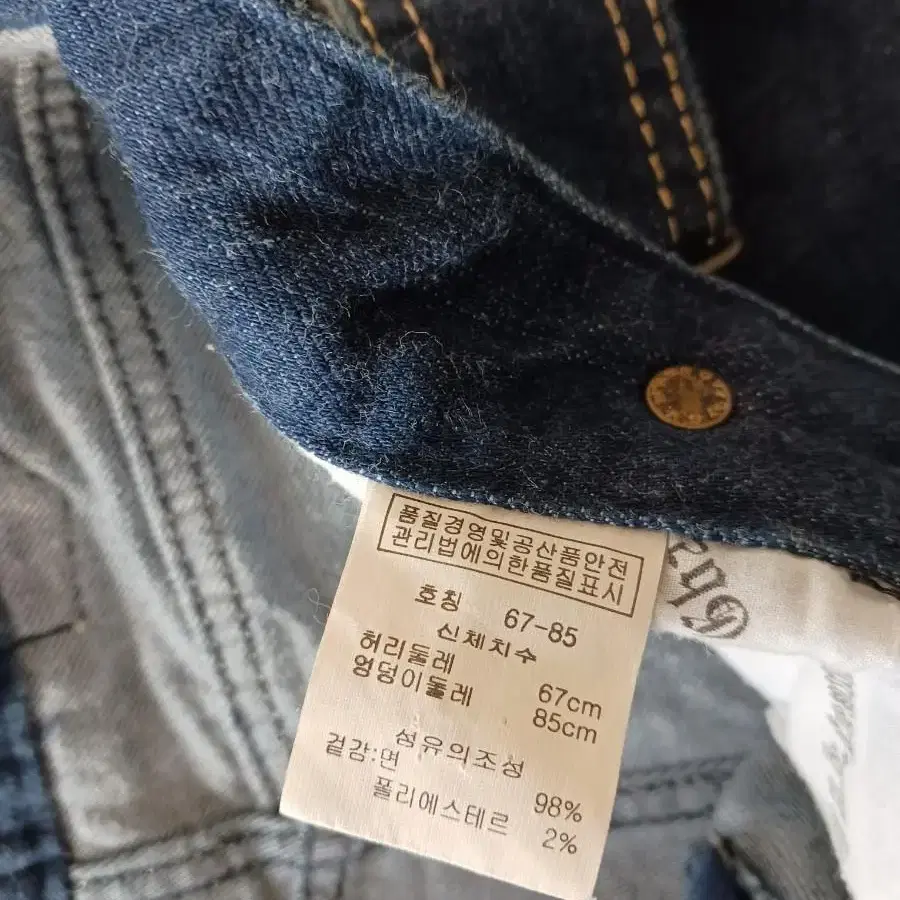 품질경영및공산품안전
관리법에의한품질표시
호칭 67-85
신체치수
허리둘레 67cm
엉덩이둘레 85cm
섬유의조성
겉감:면 98%
폴리에스테르 2%